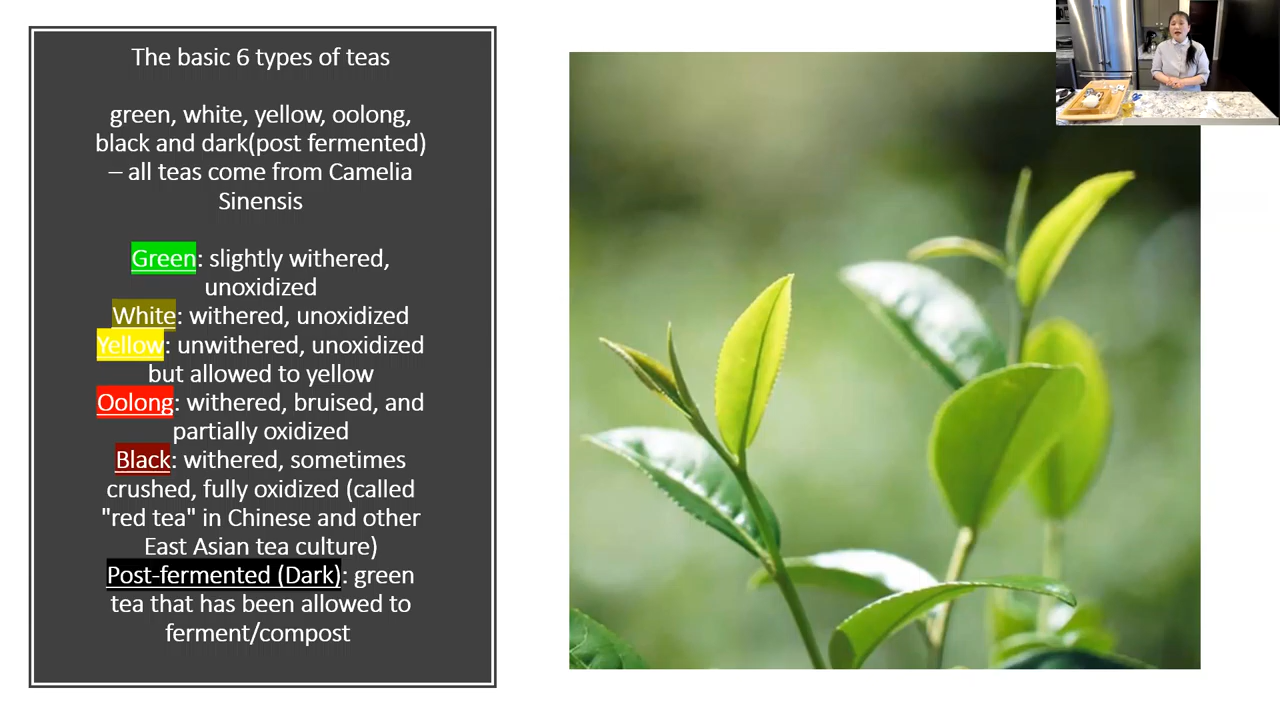 The basic 6 types of teas
green, white, yellow, oolong,
black and dark(post fermented)
– all teas come from Camelia
Sinensis
Green: slightly withered,
unoxidized
White: withered, unoxidized
Yellow: unwithered, unoxidized
but allowed to yellow
Oolong: withered, bruised, and
partially oxidized
Black: withered, sometimes
crushed, fully oxidized (called
"red tea" in Chinese and other
East Asian tea culture)
Post-fermented (Dark): green
tea that has been allowed to
ferment/compost